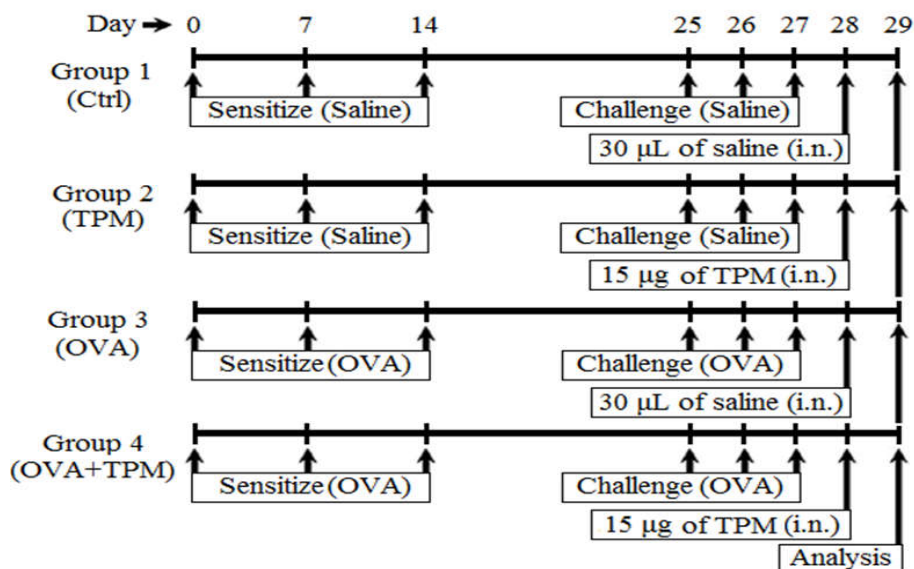 Day 0 7 14 25 26 27 28 29
Group 1
(Ctrl)
Sensitize (Saline)
Challenge (Saline)
30 µL of saline (i.n.)
Group 2
(TPM)
Sensitize (Saline)
Challenge (Saline)
15 µg of TPM (i.n.)
Group 3
(OVA)
Sensitize (OVA)
Challenge (OVA)
30 µL of saline (i.n.)
Group 4
(OVA+TPM)
Sensitize (OVA)
Challenge (OVA)
15 µg of TPM (i.n.)
Analysis